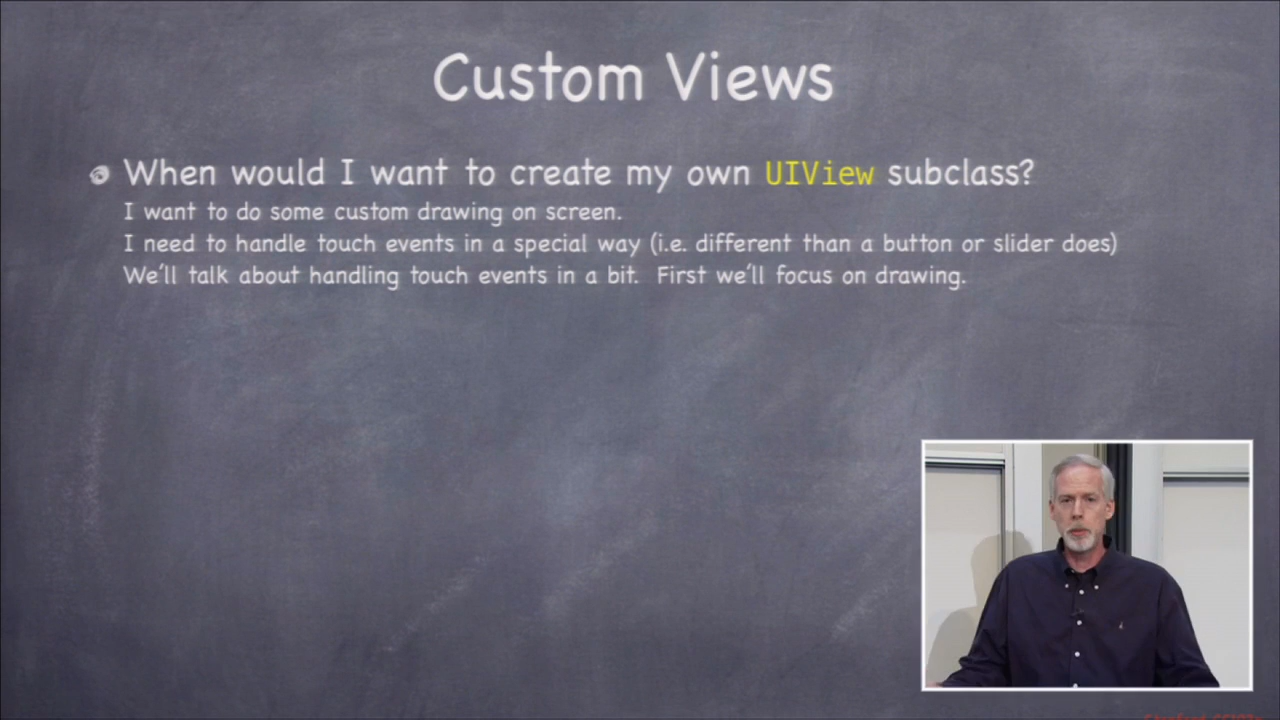 Custom Views
When would I want to create my own UIView subclass?
I want to do some custom drawing on screen.
I need to handle touch events in a special way (i.e. different than a button or slider does)
We'll talk about handling touch events in a bit. First we'll focus on drawing.